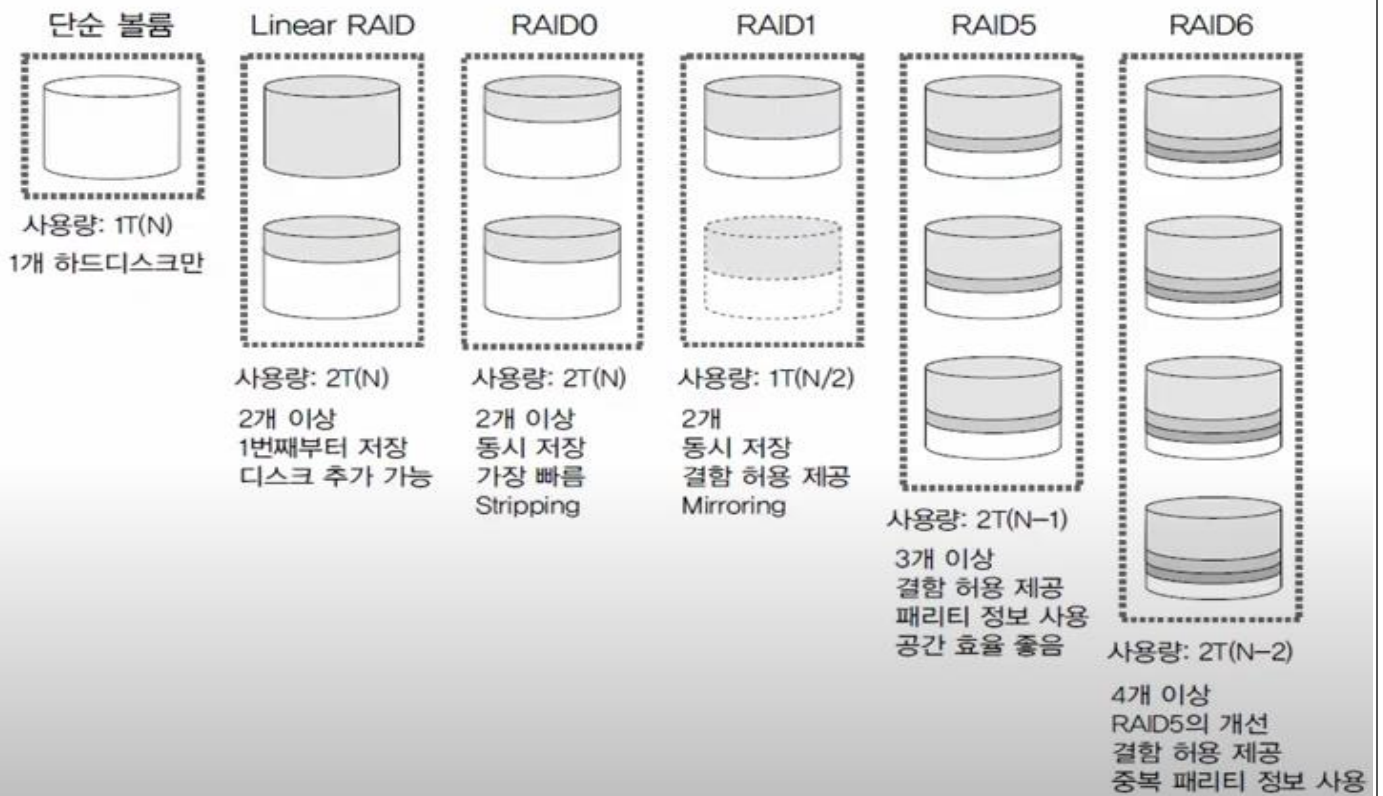 단순 볼륨
사용량: 1T(N)
1개 하드디스크만
Linear RAID
사용량: 2T(N)
2개 이상
1번째부터 저장
디스크 추가 가능
RAID0
사용량: 2T(N)
2개 이상
동시 저장
가장 빠름
Stripping
RAID1
사용량: 1T(N/2)
2개
동시 저장
결함 허용 제공
Mirroring
RAID5
사용량: 2T(N-1)
3개 이상
결함 허용 제공
패리티 정보 사용
공간 효율 좋음
RAID6
사용량: 2T(N-2)
4개 이상
RAID5의 개선
결함 허용 제공
중복 패리티 정보 사용